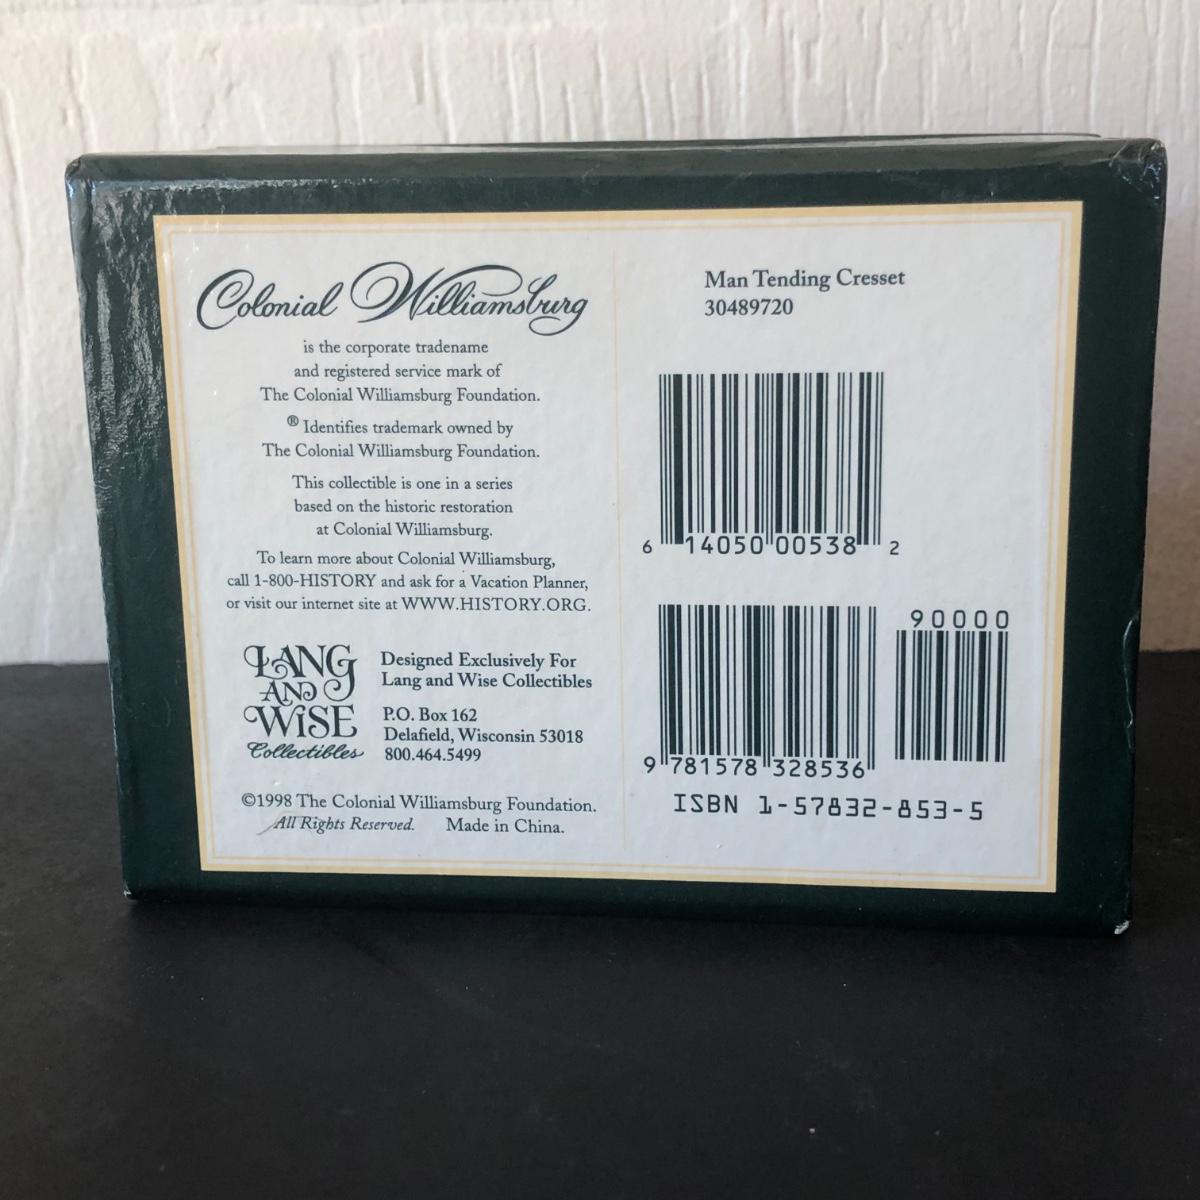 Colonial Williamsburg
is the corporate tradename
and registered service mark of
The Colonial Williamsburg Foundation.
® Identifies trademark owned by
The Colonial Williamsburg Foundation.
This collectible is one in a series
based on the historic restoration
at Colonial Williamsburg.
To learn more about Colonial Williamsburg,
call 1-800-HISTORY and ask for a Vacation Planner,
or visit our internet site at WWW.HISTORY.ORG.
LANG
AND
WISE
Collectibles
Designed Exclusively For
Lang and Wise Collectibles
P.O. Box 162
Delafield, Wisconsin 53018
800.464.5499
©1998 The Colonial Williamsburg Foundation.
All Rights Reserved. Made in China.
Man Tending Cresset
30489720
6 14050 00538 2
90000
9 781578 328536
ISBN 1-57832-853-5